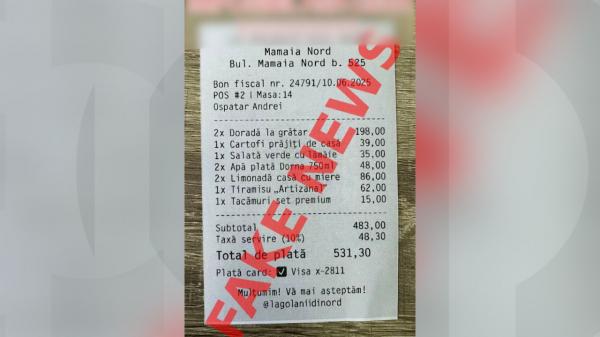 Mamaia Nord
Bul. Mamaia Nord b. 525
Bon fiscal nr. 24791/10.06.2025
POS #2 | Masa:14
Ospatar Andrei
2x Doradă la grătar 198,00
1x Cartofi prăjiți de casă 39,00
1x Salată verde cu lămâie 35,00
2x Apă plată Dorna 750ml 48,00
2x Limonadă casă cu miere 86,00
1x Tiramisu „Artizanal 62,00
1x Tacâmuri set premium 15,00
Subtotal 483,00
Taxă servire (10%) 48,30
Total de plată 531,30
Plată card: Visa x-2811
Mulțumim! Vă mai așteptăm!
@lagolaniidinord
FAKE NEWS